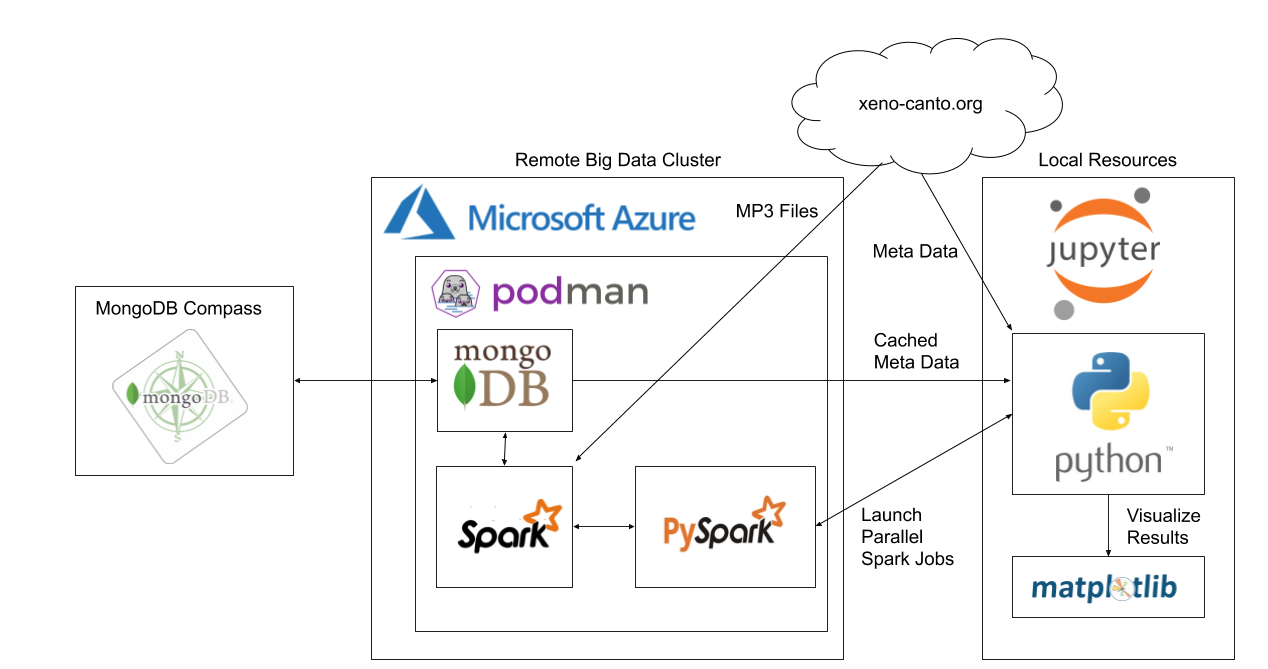 xeno-canto.org
Remote Big Data Cluster
Local Resources
Microsoft Azure
MP3 Files
jupyter
Meta Data
podman
MongoDB Compass
mongoDB
mongo
DB
Cached
Meta Data
python™
Spark
PySpark
Launch
Parallel
Spark Jobs
Visualize
Results
matplotlib
N
S